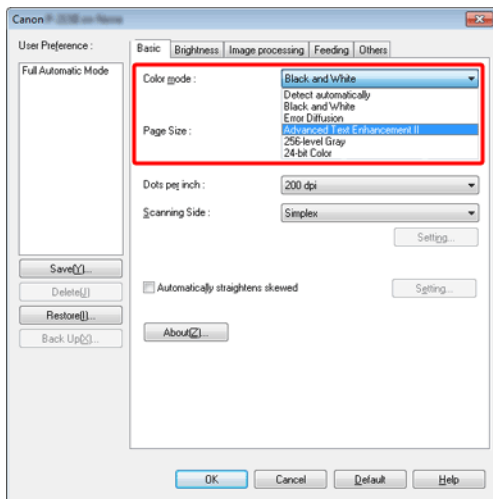 Canon
User Preference :
Full Automatic Mode
Save(Y)...
Delete(J)
Restore(I)...
Back Up(X)...
Basic
Brightness
Image processing
Feeding
Others
Color mode :
Black and White
Detect automatically
Black and White
Error Diffusion
Advanced Text Enhancement II
256-level Gray
24-bit Color
Page Size :
Dots per inch :
200 dpi
Scanning Side :
Simplex
Setting...
Automatically straightens skewed
Setting...
About(Z)...
OK
Cancel
Default
Help